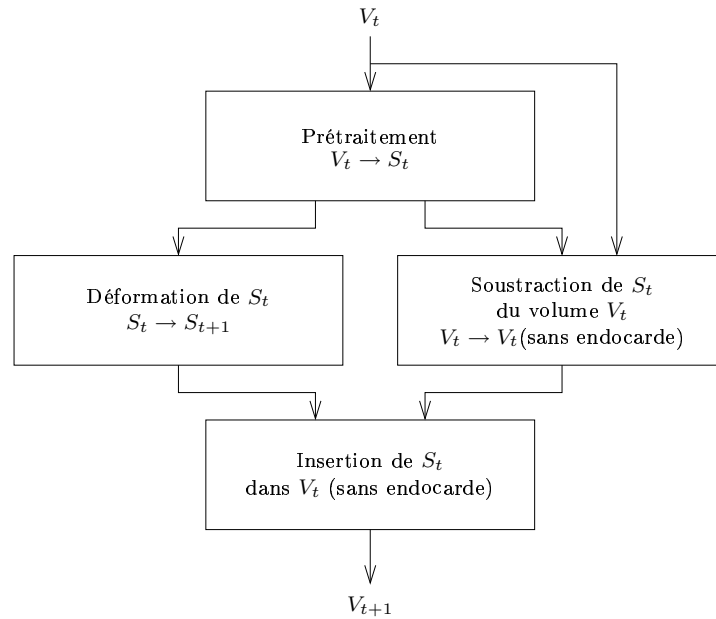 V_t
Prétraitement
V_t → S_t
Déformation de S_t
S_t → S_{t+1}
Soustraction de S_t
du volume V_t
V_t → V_t(sans endocarde)
Insertion de S_t
dans V_t (sans endocarde)
V_{t+1}